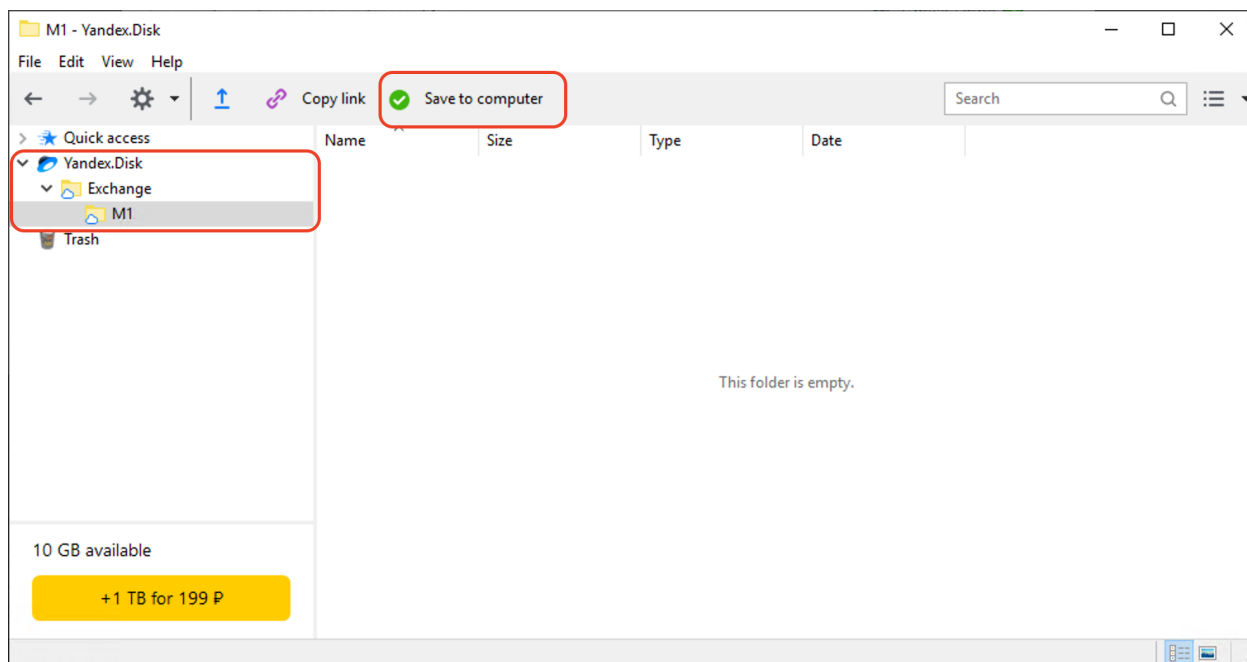 M1 - Yandex.Disk
File Edit View Help
Copy link Save to computer Search
Quick access
Yandex.Disk
Exchange
M1
Trash
Name Size Type Date
This folder is empty.
10 GB available
+1 TB for 199 ₽